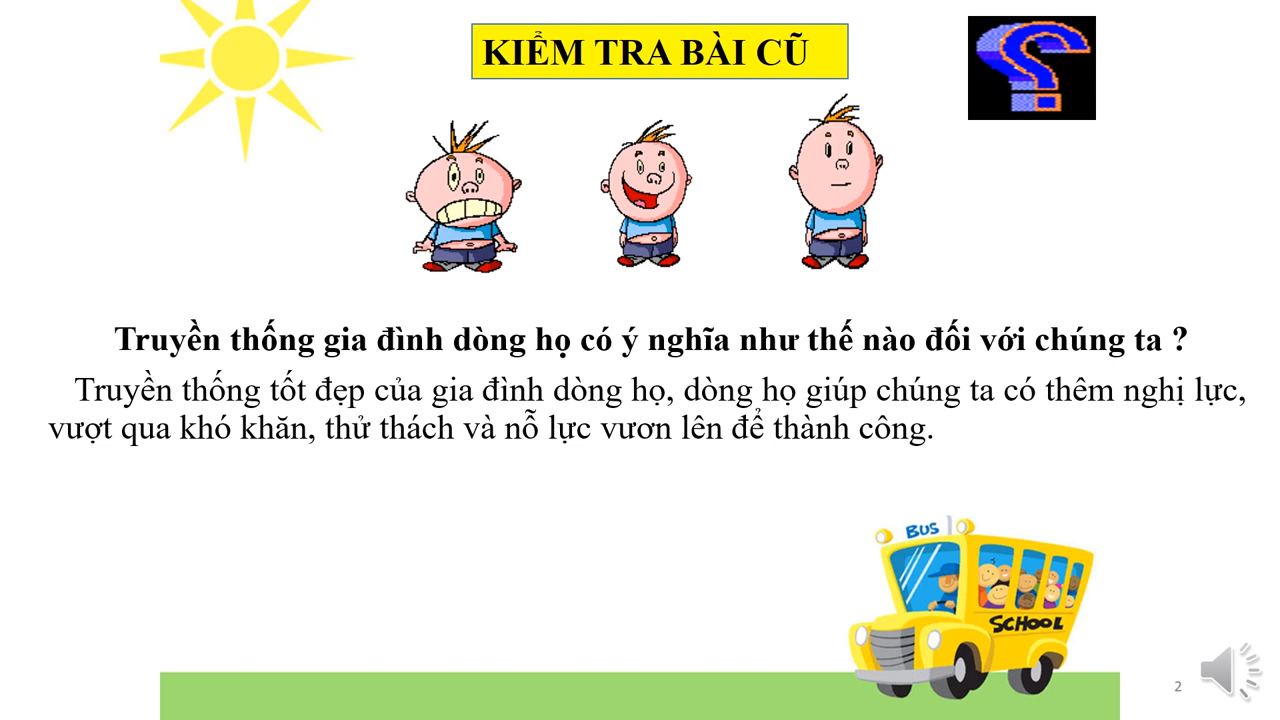 KIỂM TRA BÀI CŨ
Truyền thống gia đình dòng họ có ý nghĩa như thế nào đối với chúng ta ?
Truyền thống tốt đẹp của gia đình dòng họ, dòng họ giúp chúng ta có thêm nghị lực,
vượt qua khó khăn, thử thách và nỗ lực vươn lên để thành công.
BUS
SCHOOL
2